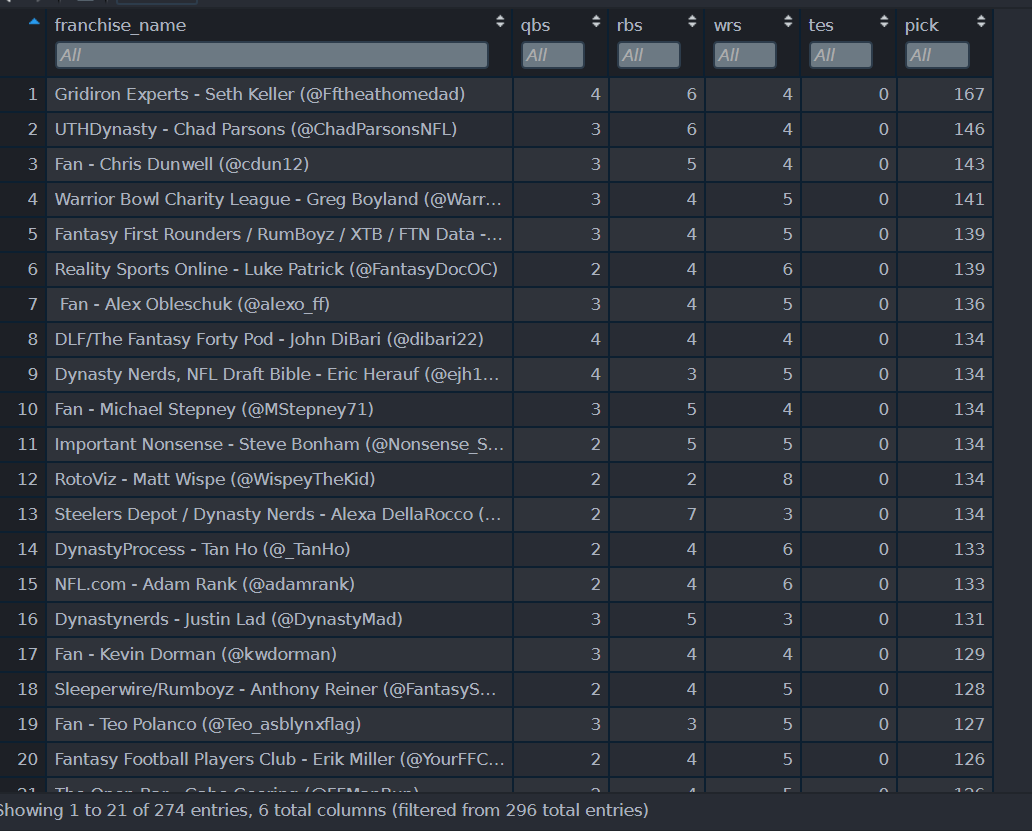 franchise_name qbs rbs wrs tes pick
All All All All All All
1 Gridiron Experts - Seth Keller (@Fftheathomedad) 4 6 4 0 167
2 UTHDynasty - Chad Parsons (@ChadParsonsNFL) 3 6 4 0 146
3 Fan - Chris Dunwell (@cdun12) 3 5 4 0 143
4 Warrior Bowl Charity League - Greg Boyland (@Warr... 3 4 5 0 141
5 Fantasy First Rounders / RumBoyz / XTB / FTN Data -... 3 4 5 0 139
6 Reality Sports Online - Luke Patrick (@FantasyDocOC) 2 4 6 0 139
7 Fan - Alex Obleschuk (@alexo_ff) 3 4 5 0 136
8 DLF/The Fantasy Forty Pod - John DiBari (@dibari22) 4 4 4 0 134
9 Dynasty Nerds, NFL Draft Bible - Eric Herauf (@ejh1... 4 3 5 0 134
10 Fan - Michael Stepney (@MStepney71) 3 5 4 0 134
11 Important Nonsense - Steve Bonham (@Nonsense_S... 2 5 5 0 134
12 RotoViz - Matt Wispe (@WispeyTheKid) 2 2 8 0 134
13 Steelers Depot / Dynasty Nerds - Alexa DellaRocco (... 2 7 3 0 134
14 DynastyProcess - Tan Ho (@_TanHo) 2 4 6 0 133
15 NFL.com - Adam Rank (@adamrank) 2 4 6 0 133
16 Dynastynerds - Justin Lad (@DynastyMad) 3 5 3 0 131
17 Fan - Kevin Dorman (@kwdorman) 3 4 4 0 129
18 Sleeperwire/Rumboyz - Anthony Reiner (@FantasyS... 2 4 5 0 128
19 Fan - Teo Polanco (@Teo_asblynxflag) 3 3 5 0 127
20 Fantasy Football Players Club - Erik Miller (@YourFFC... 2 4 5 0 126
Showing 1 to 21 of 274 entries, 6 total columns (filtered from 296 total entries)